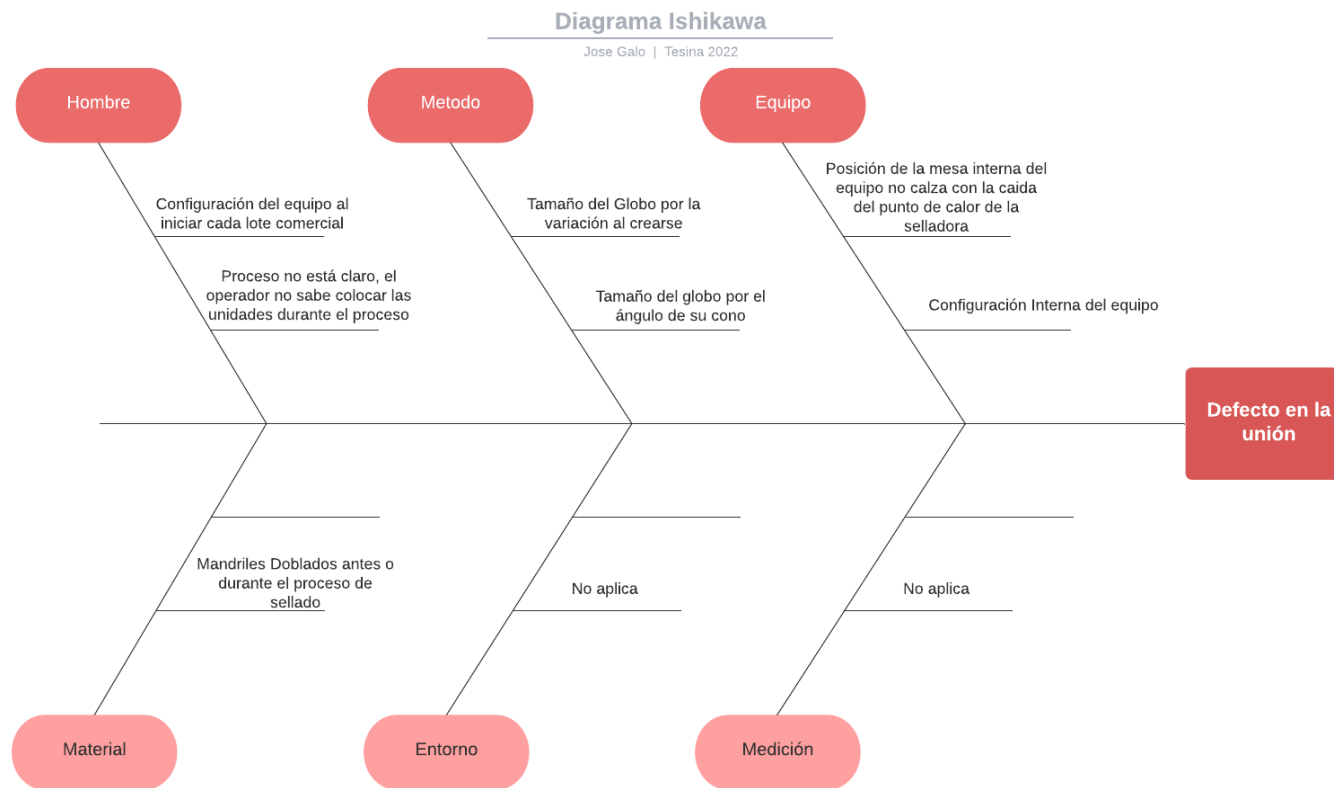 Diagrama Ishikawa
Jose Galo | Tesina 2022
Hombre
Metodo
Equipo
Configuración del equipo al
iniciar cada lote comercial
Proceso no está claro, el
operador no sabe colocar las
unidades durante el proceso
Tamaño del Globo por la
variación al crearse
Tamaño del globo por el
ángulo de su cono
Posición de la mesa interna del
equipo no calza con la caida
del punto de calor de la
selladora
Configuración Interna del equipo
Defecto en la
unión
Mandriles Doblados antes o
durante el proceso de
sellado
No aplica
No aplica
Material
Entorno
Medición